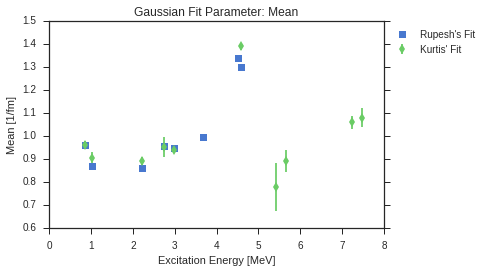 Gaussian Fit Parameter: Mean
1.5
1.4
1.3
1.2
1.1
1.0
0.9
0.8
0.7
0.6
Mean [1/fm]
0 1 2 3 4 5 6 7 8
Excitation Energy [MeV]
Rupesh's Fit
Kurtis' Fit